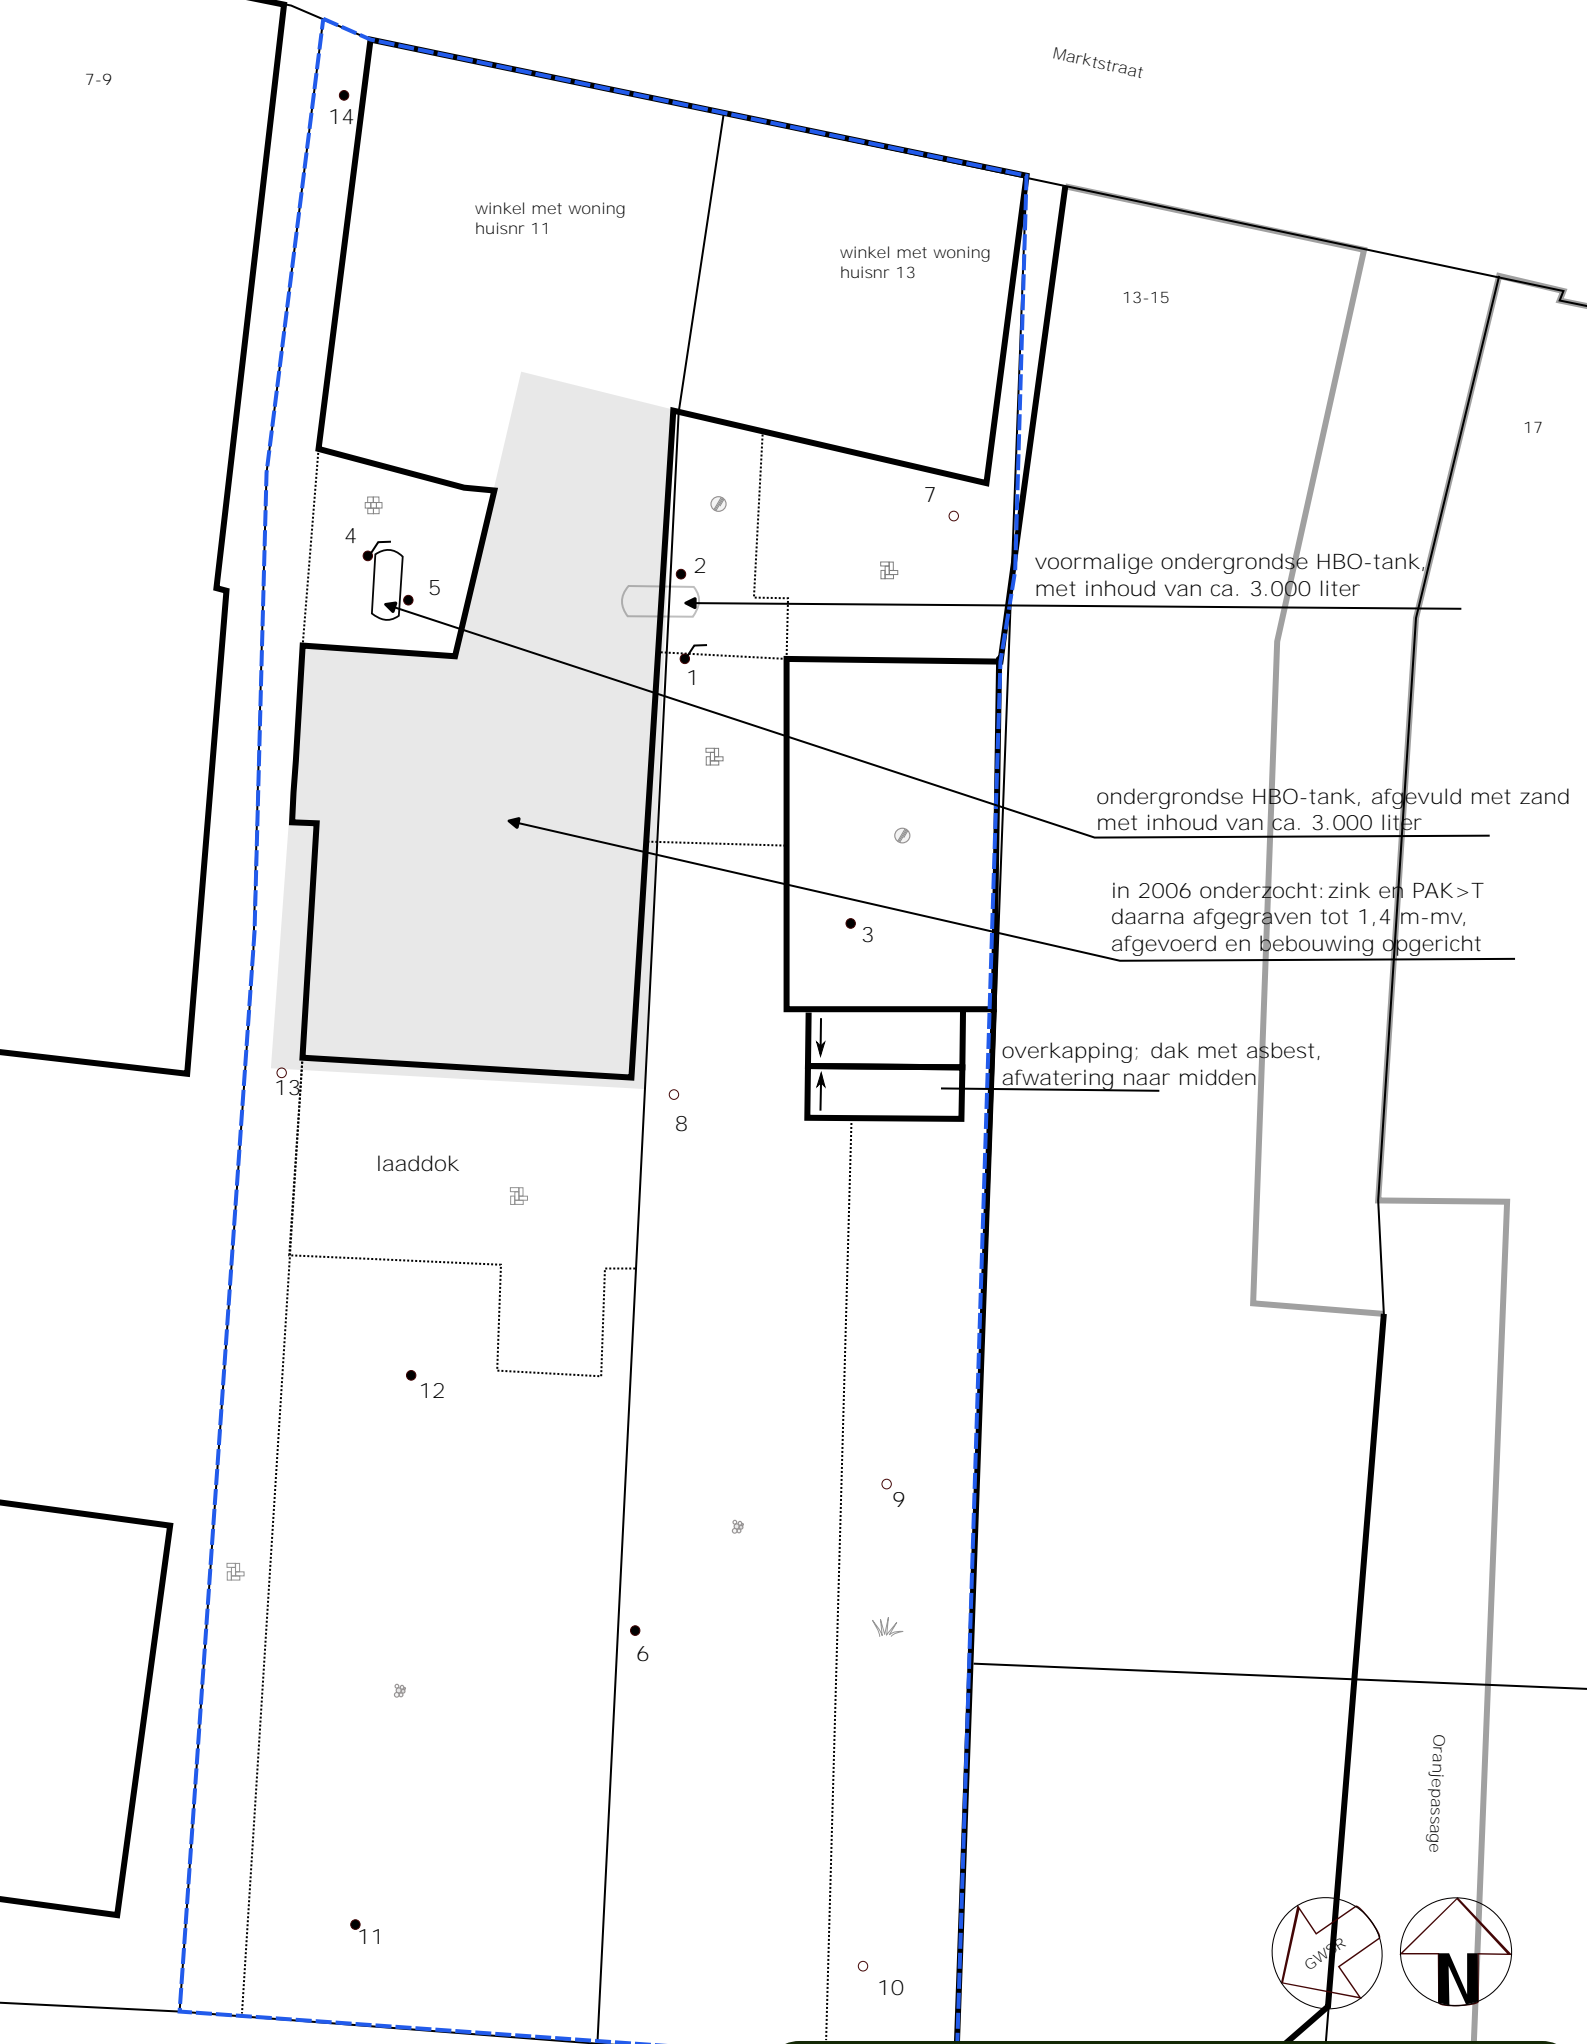 Marktstraat
7-9
14
winkel met woning
huisnr 11
winkel met woning
huisnr 13
13-15
17
7
4
5
2
voormalige ondergrondse HBO-tank,
met inhoud van ca. 3.000 liter
1
ondergrondse HBO-tank, afgevuld met zand
met inhoud van ca. 3.000 liter
in 2006 onderzocht: zink en PAK>T
daarna afgegraven tot 1,4 m-mv,
afgevoerd en bebouwing opgericht
3
overkapping; dak met asbest,
afwatering naar midden
13
8
laaddok
12
9
6
Oranjepassage
11
10
GWSR
N